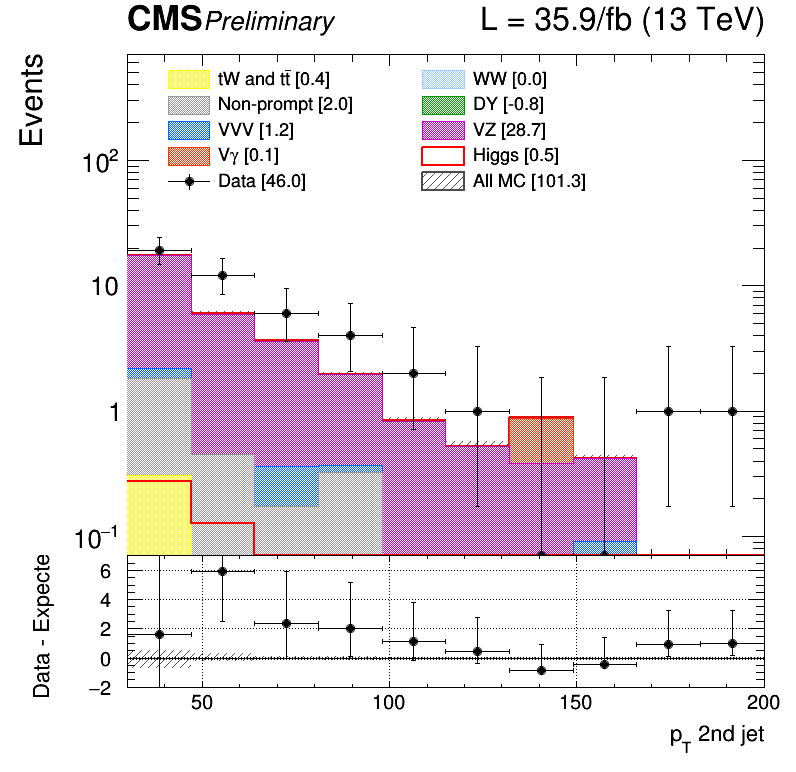 CMS Preliminary L = 35.9/fb (13 TeV)
Events
tW and tt̄ [0.4] WW [0.0]
Non-prompt [2.0] DY [-0.8]
VVV [1.2] VZ [28.7]
Vγ [0.1] Higgs [0.5]
Data [46.0] All MC [101.3]
10²
10
1
10⁻¹
Data - Expecte
6
4
2
0
−2
50 100 150 200
p_T 2nd jet